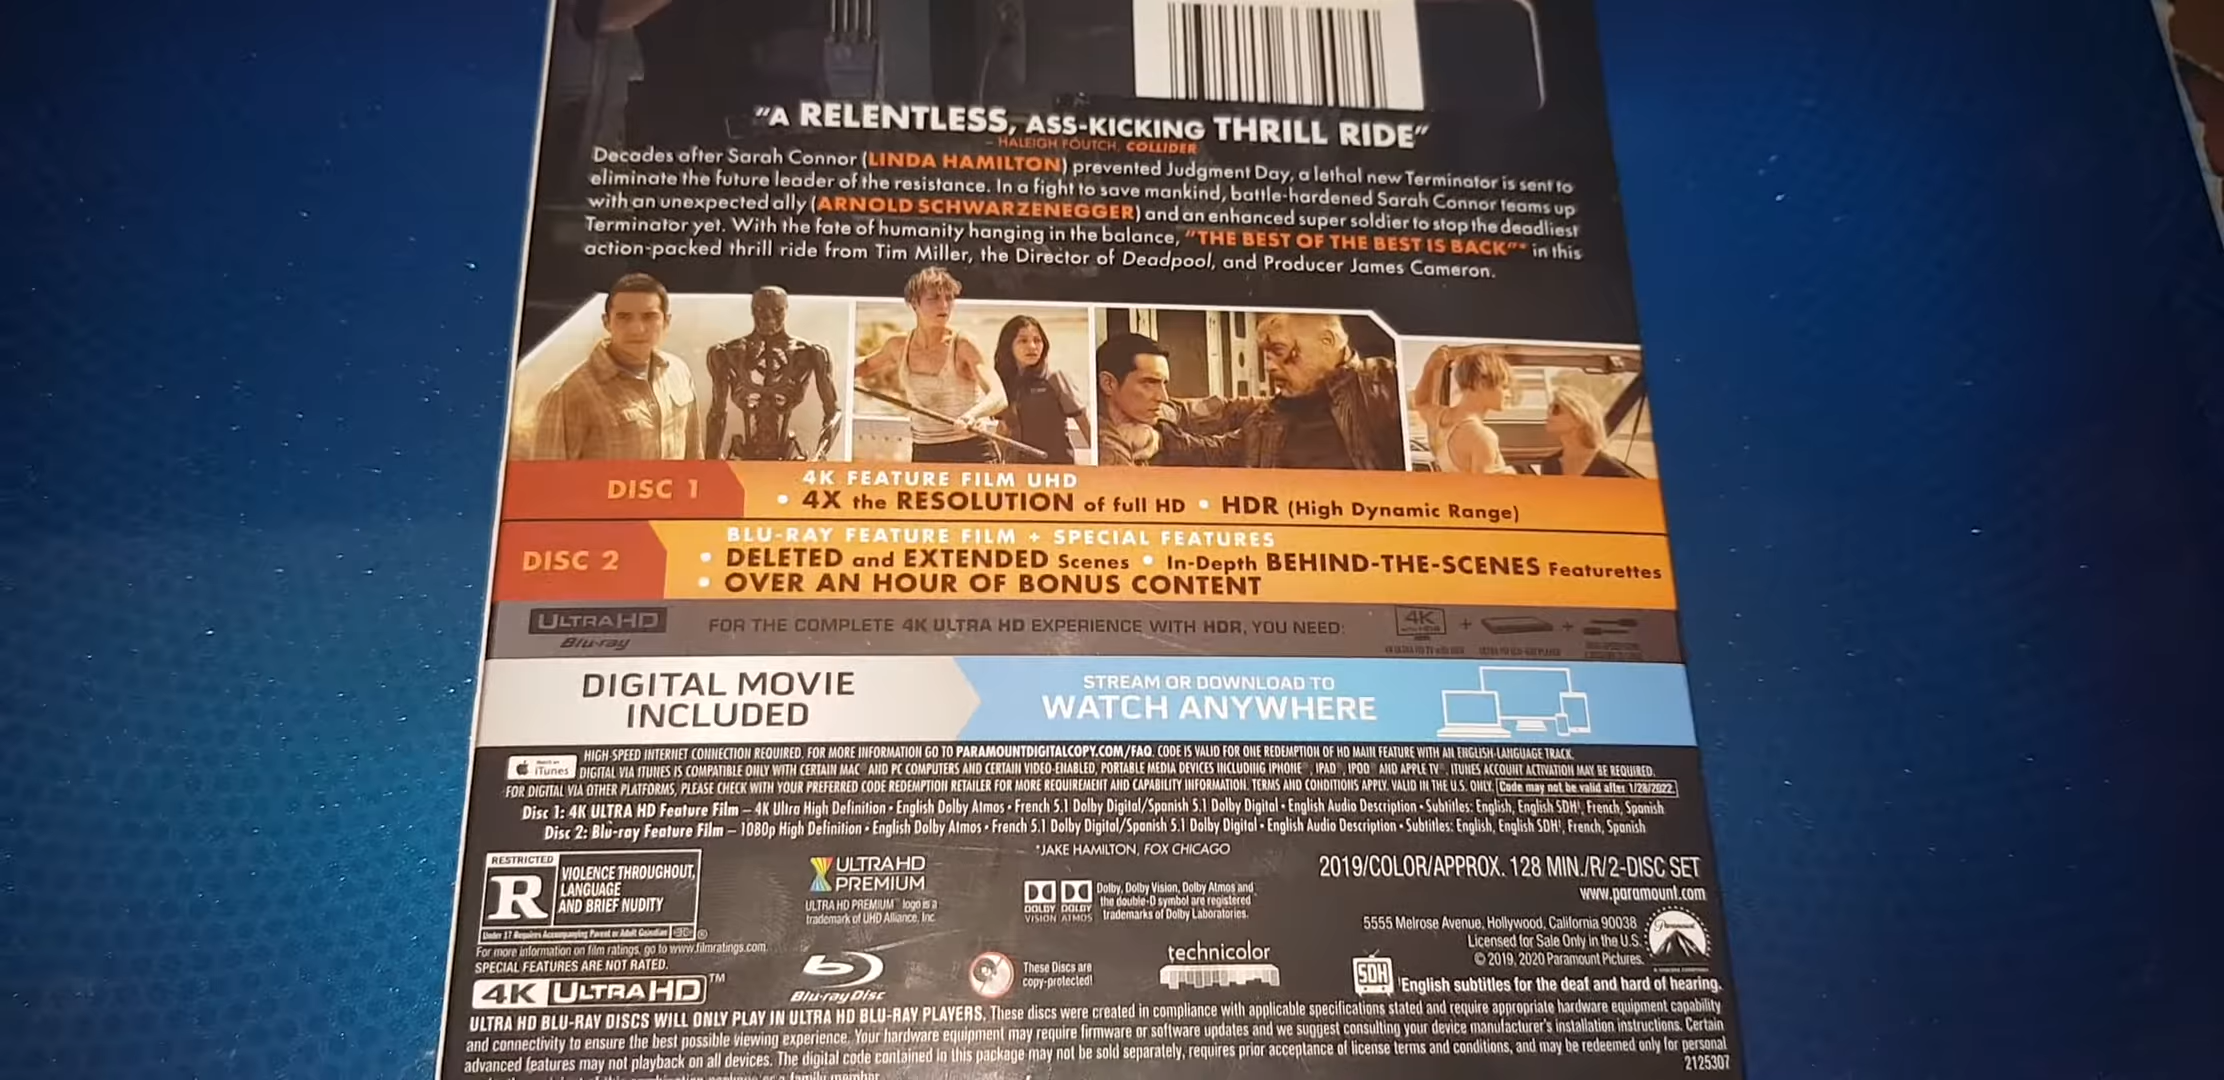 "A RELENTLESS, ASS-KICKING THRILL RIDE"
– HALEIGH FOUTCH, COLLIDER
Decades after Sarah Connor (LINDA HAMILTON) prevented Judgment Day, a lethal new Terminator is sent to
eliminate the future leader of the resistance. In a fight to save mankind, battle-hardened Sarah Connor teams up
with an unexpected ally (ARNOLD SCHWARZENEGGER) and an enhanced super soldier to stop the deadliest
Terminator yet. With the fate of humanity hanging in the balance, "THE BEST OF THE BEST IS BACK"* in this
action-packed thrill ride from Tim Miller, the Director of Deadpool, and Producer James Cameron.
DISC 1
4K FEATURE FILM UHD
• 4X the RESOLUTION of full HD • HDR (High Dynamic Range)
DISC 2
BLU-RAY FEATURE FILM + SPECIAL FEATURES
• DELETED and EXTENDED Scenes • In-Depth BEHIND-THE-SCENES Featurettes
• OVER AN HOUR OF BONUS CONTENT
ULTRA HD
Blu-ray
FOR THE COMPLETE 4K ULTRA HD EXPERIENCE WITH HDR, YOU NEED:
4K + +
DIGITAL MOVIE
INCLUDED
STREAM OR DOWNLOAD TO
WATCH ANYWHERE
HIGH-SPEED INTERNET CONNECTION REQUIRED. FOR MORE INFORMATION GO TO PARAMOUNTDIGITALCOPY.COM/FAQ. CODE IS VALID FOR ONE REDEMPTION OF HD MAIN FEATURE WITH AN ENGLISH-LANGUAGE TRACK.
iTunes DIGITAL VIA ITUNES IS COMPATIBLE ONLY WITH CERTAIN MAC AND PC COMPUTERS AND CERTAIN VIDEO-ENABLED, PORTABLE MEDIA DEVICES INCLUDING IPHONE, IPAD, IPOD AND APPLE TV. ITUNES ACCOUNT ACTIVATION MAY BE REQUIRED.
FOR DIGITAL VIA OTHER PLATFORMS, PLEASE CHECK WITH YOUR PREFERRED CODE REDEMPTION RETAILER FOR MORE REQUIREMENT AND CAPABILITY INFORMATION. TERMS AND CONDITIONS APPLY. VALID IN THE U.S. ONLY. Code may not be valid after 1/28/2022.
Disc 1: 4K ULTRA HD Feature Film – 4K Ultra High Definition • English Dolby Atmos • French 5.1 Dolby Digital/Spanish 5.1 Dolby Digital • English Audio Description • Subtitles: English, English SDH†, French, Spanish
Disc 2: Blu-ray Feature Film – 1080p High Definition • English Dolby Atmos • French 5.1 Dolby Digital/Spanish 5.1 Dolby Digital • English Audio Description • Subtitles: English, English SDH†, French, Spanish
*JAKE HAMILTON, FOX CHICAGO
RESTRICTED
R
VIOLENCE THROUGHOUT,
LANGUAGE
AND BRIEF NUDITY
Under 17 Requires Accompanying Parent or Adult Guardian
For more information on film ratings, go to www.filmratings.com.
SPECIAL FEATURES ARE NOT RATED.
ULTRA HD
PREMIUM
ULTRA HD PREMIUM™ logo is a
trademark of UHD Alliance, Inc.
DOLBY VISION
DOLBY ATMOS
Dolby, Dolby Vision, Dolby Atmos and
the double-D symbol are registered
trademarks of Dolby Laboratories.
2019/COLOR/APPROX. 128 MIN./R/2-DISC SET
www.paramount.com
5555 Melrose Avenue, Hollywood, California 90038
Licensed for Sale Only in the U.S.
© 2019, 2020 Paramount Pictures.
Paramount
4K ULTRA HD™
Blu-ray Disc
These Discs are
copy-protected!
technicolor
SDH
†English subtitles for the deaf and hard of hearing.
ULTRA HD BLU-RAY DISCS WILL ONLY PLAY IN ULTRA HD BLU-RAY PLAYERS. These discs were created in compliance with applicable specifications stated and require appropriate hardware equipment capability
and connectivity to ensure the best possible viewing experience. Your hardware equipment may require firmware or software updates and we suggest consulting your device manufacturer's installation instructions. Certain
advanced features may not playback on all devices. The digital code contained in this package may not be sold separately, requires prior acceptance of license terms and conditions, and may be redeemed only for personal
2125307